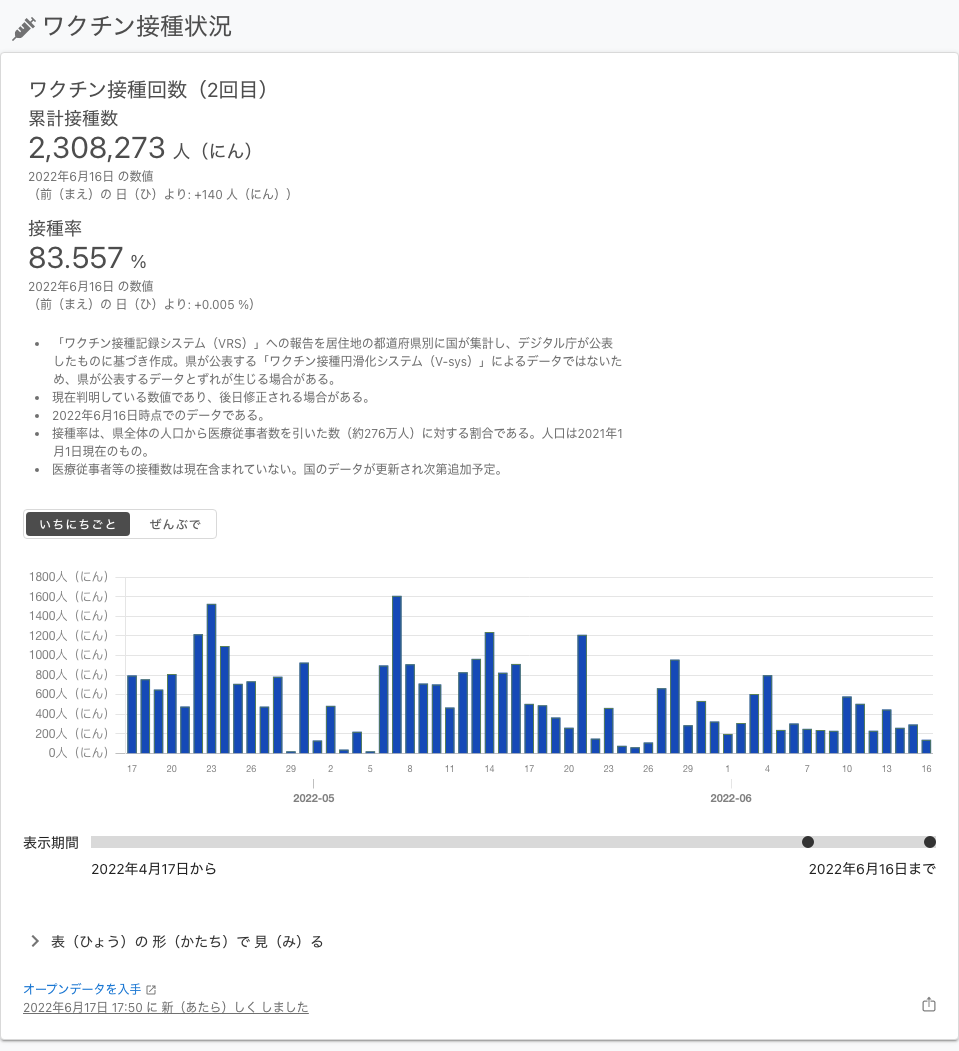 ワクチン接種状況
ワクチン接種回数（2回目）
累計接種数
2,308,273 人（にん）
2022年6月16日 の数値
（前（まえ）の 日（ひ）より: +140 人（にん））
接種率
83.557 %
2022年6月16日 の数値
（前（まえ）の 日（ひ）より: +0.005 %）
• 「ワクチン接種記録システム（VRS）」への報告を居住地の都道府県別に国が集計し、デジタル庁が公表
したものに基づき作成。県が公表する「ワクチン接種円滑化システム（V-sys）」によるデータではないた
め、県が公表するデータとずれが生じる場合がある。
• 現在判明している数値であり、後日修正される場合がある。
• 2022年6月16日時点でのデータである。
• 接種率は、県全体の人口から医療従事者数を引いた数（約276万人）に対する割合である。人口は2021年1
月1日現在のもの。
• 医療従事者等の接種数は現在含まれていない。国のデータが更新され次第追加予定。
いちにちごと ぜんぶで
1800人（にん）
1600人（にん）
1400人（にん）
1200人（にん）
1000人（にん）
800人（にん）
600人（にん）
400人（にん）
200人（にん）
0人（にん）
17 20 23 26 29 2 5 8 11 14 17 20 23 26 29 1 4 7 10 13 16
2022-05 2022-06
表示期間
2022年4月17日から 2022年6月16日まで
表（ひょう）の 形（かたち）で 見（み）る
オープンデータを入手
2022年6月17日 17:50 に 新（あたら）しく しました